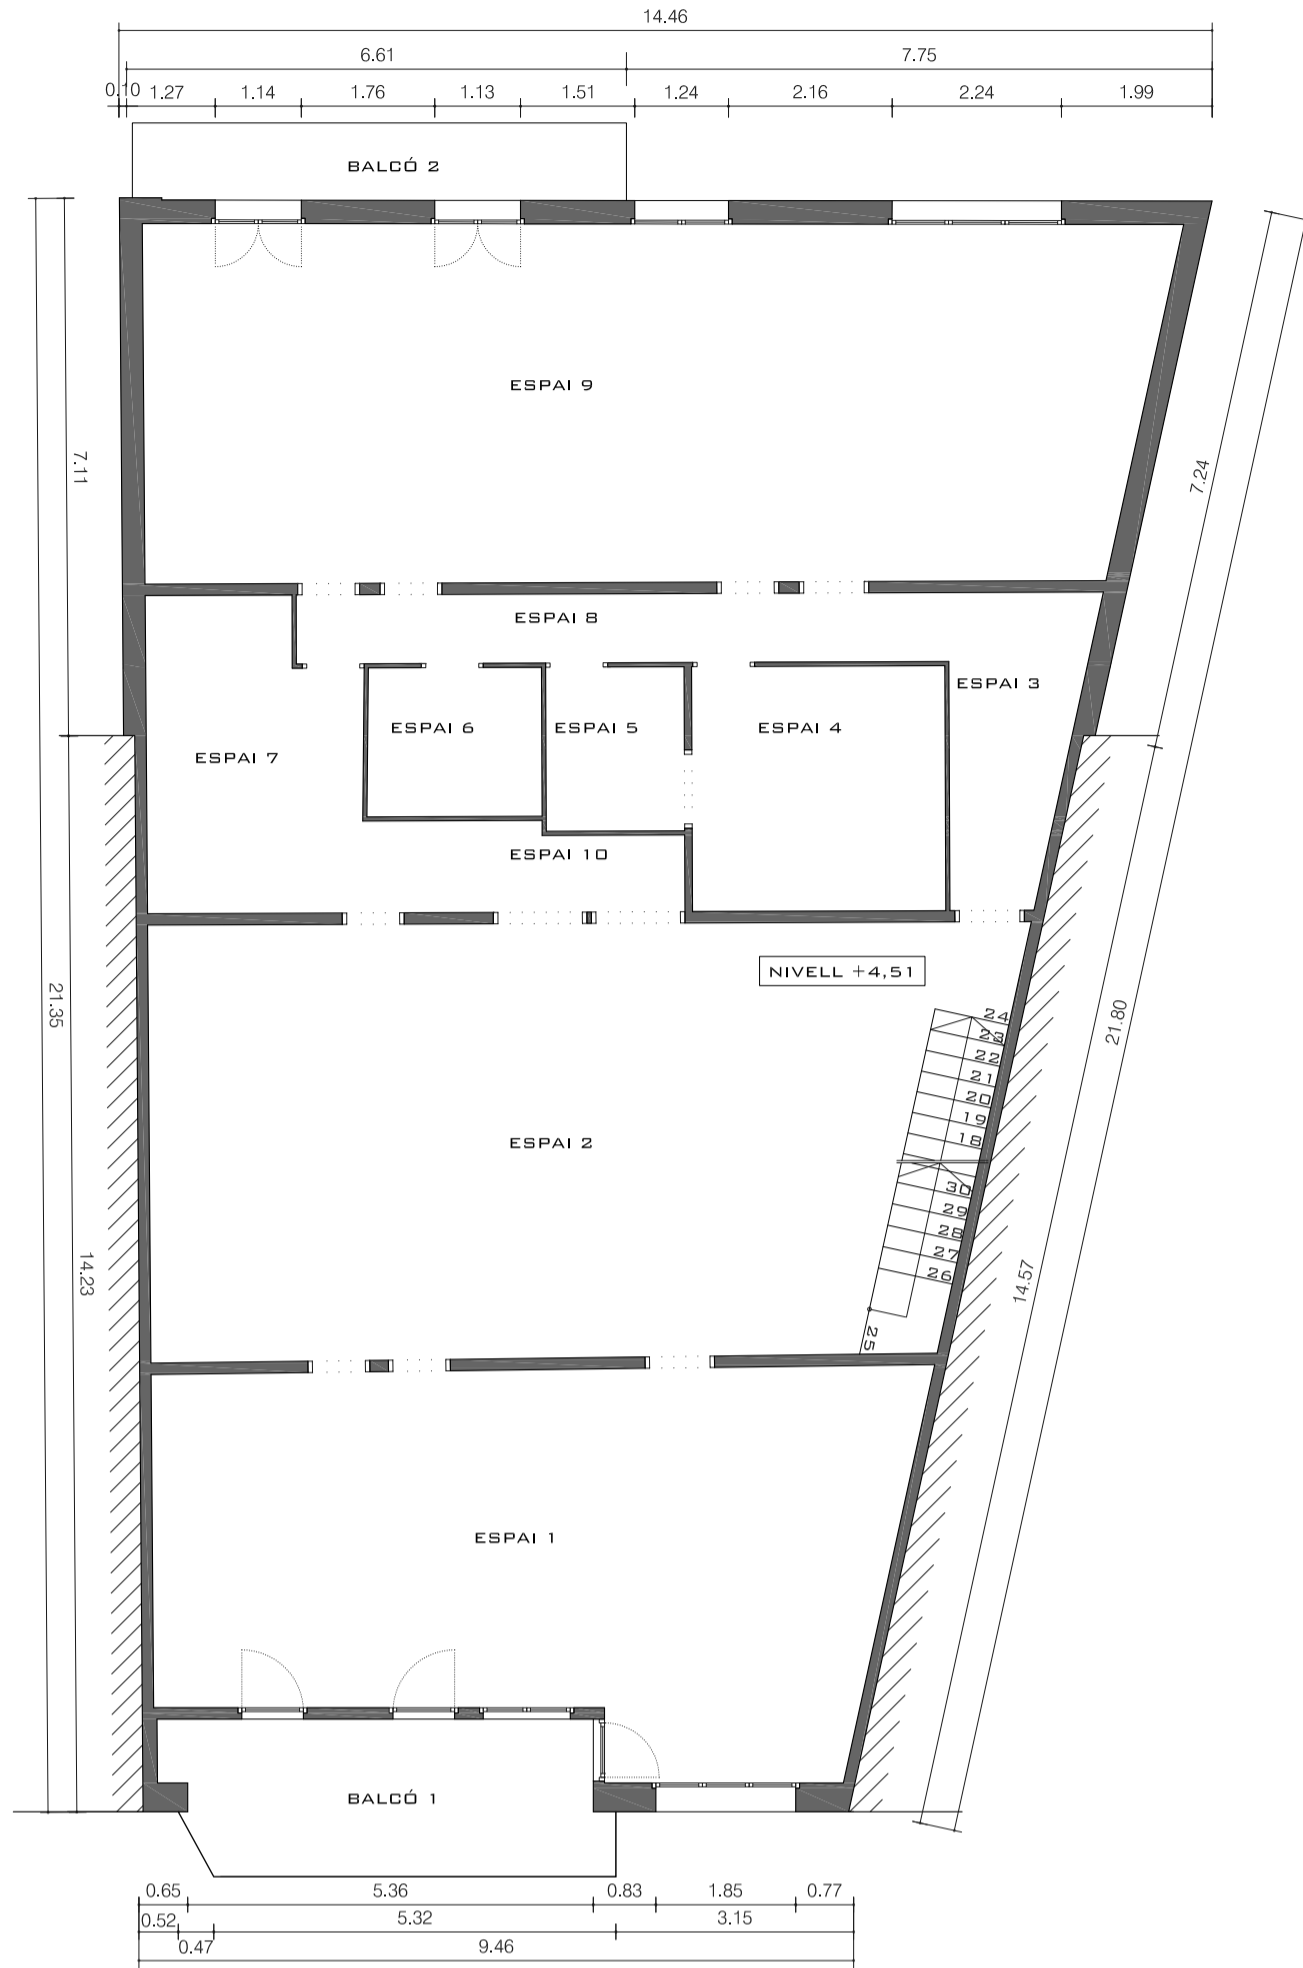 14.46
6.61 7.75
0.10 1.27 1.14 1.76 1.13 1.51 1.24 2.16 2.24 1.99
BALCÓ 2
ESPAI 9
7.11
7.24
ESPAI 8
ESPAI 3
ESPAI 6 ESPAI 5 ESPAI 4
ESPAI 7
ESPAI 10
NIVELL +4,51
21.35
21.80
24
23
22
21
20
19
18
ESPAI 2
30
29
28
27
26
25
14.23
14.57
ESPAI 1
BALCÓ 1
0.65 5.36 0.83 1.85 0.77
0.52 5.32 3.15
0.47 9.46